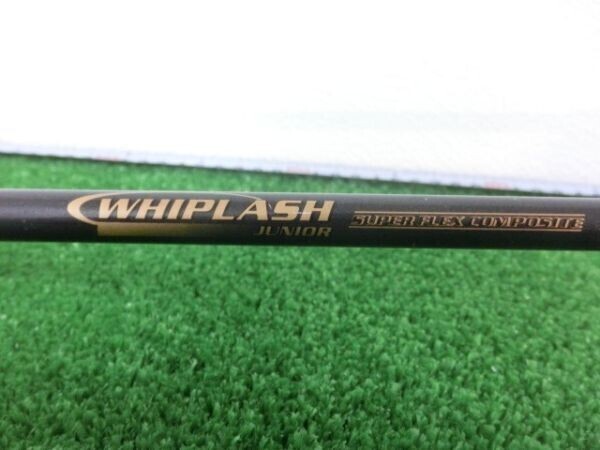 WHIPLASH
JUNIOR
SUPER FLEX COMPOSITE